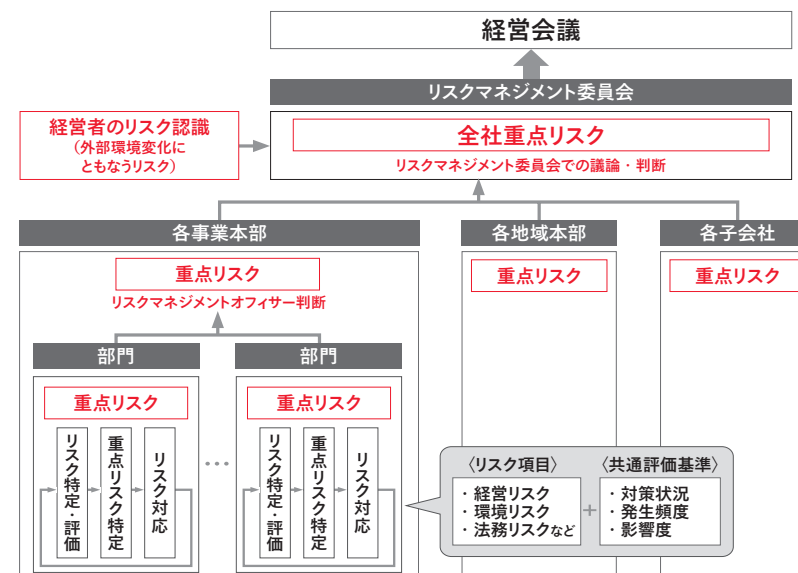 経営会議
リスクマネジメント委員会
経営者のリスク認識
（外部環境変化に
ともなうリスク）
全社重点リスク
リスクマネジメント委員会での議論・判断
各事業本部
各地域本部
各子会社
重点リスク
リスクマネジメントオフィサー判断
重点リスク
重点リスク
部門
部門
重点リスク
重点リスク
リスク特定・評価
重点リスク特定
リスク対応
…
リスク特定・評価
重点リスク特定
リスク対応
〈リスク項目〉
・経営リスク
・環境リスク
・法務リスクなど
+
〈共通評価基準〉
・対策状況
・発生頻度
・影響度